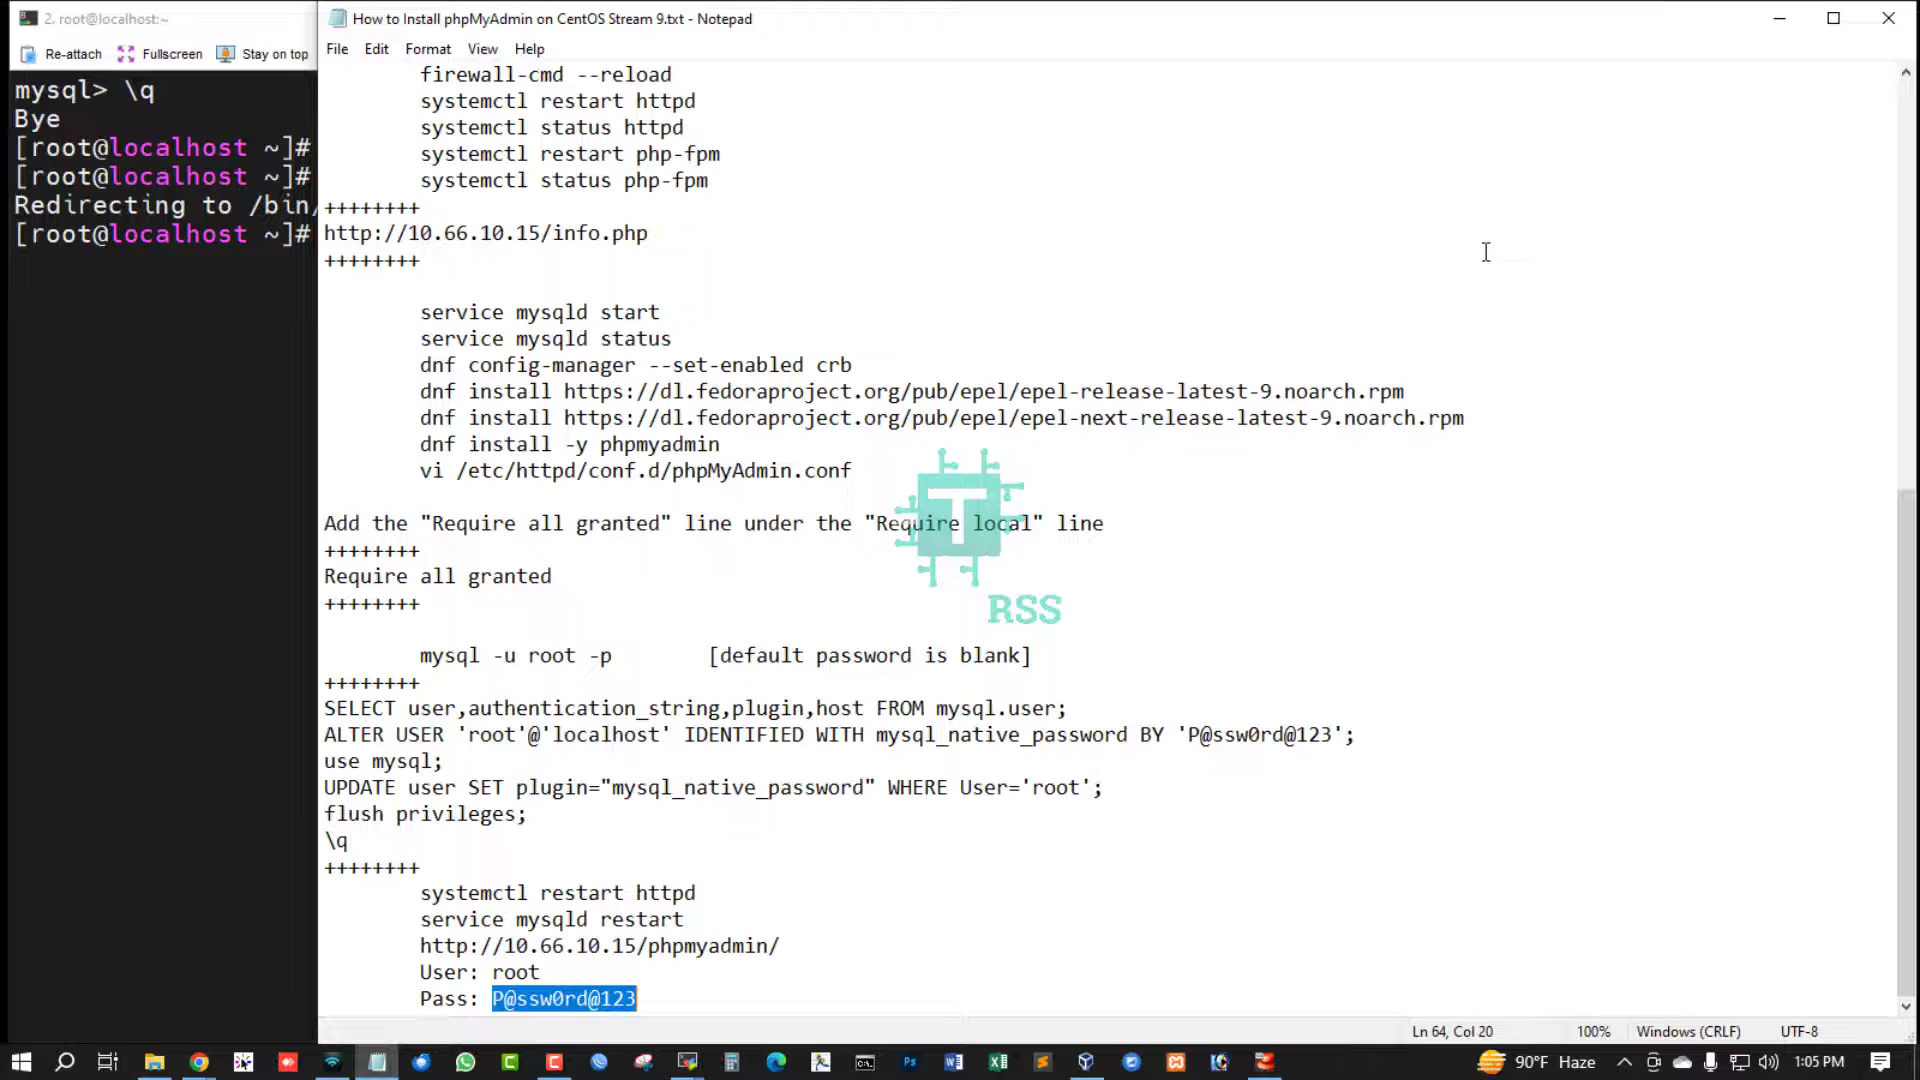 2. root@localhost:~
Re-attach Fullscreen Stay on top
mysql> \q
Bye
[root@localhost ~]#
[root@localhost ~]#
Redirecting to /bin/
[root@localhost ~]#
How to Install phpMyAdmin on CentOS Stream 9.txt - Notepad
File Edit Format View Help
firewall-cmd --reload
systemctl restart httpd
systemctl status httpd
systemctl restart php-fpm
systemctl status php-fpm
++++++++
http://10.66.10.15/info.php
++++++++
service mysqld start
service mysqld status
dnf config-manager --set-enabled crb
dnf install https://dl.fedoraproject.org/pub/epel/epel-release-latest-9.noarch.rpm
dnf install https://dl.fedoraproject.org/pub/epel/epel-next-release-latest-9.noarch.rpm
dnf install -y phpmyadmin
vi /etc/httpd/conf.d/phpMyAdmin.conf
Add the "Require all granted" line under the "Require local" line
++++++++
Require all granted
++++++++
T
RSS
mysql -u root -p [default password is blank]
++++++++
SELECT user,authentication_string,plugin,host FROM mysql.user;
ALTER USER 'root'@'localhost' IDENTIFIED WITH mysql_native_password BY 'P@ssw0rd@123';
use mysql;
UPDATE user SET plugin="mysql_native_password" WHERE User='root';
flush privileges;
\q
++++++++
systemctl restart httpd
service mysqld restart
http://10.66.10.15/phpmyadmin/
User: root
Pass: P@ssw0rd@123
Ln 64, Col 20 100% Windows (CRLF) UTF-8
90°F Haze 1:05 PM